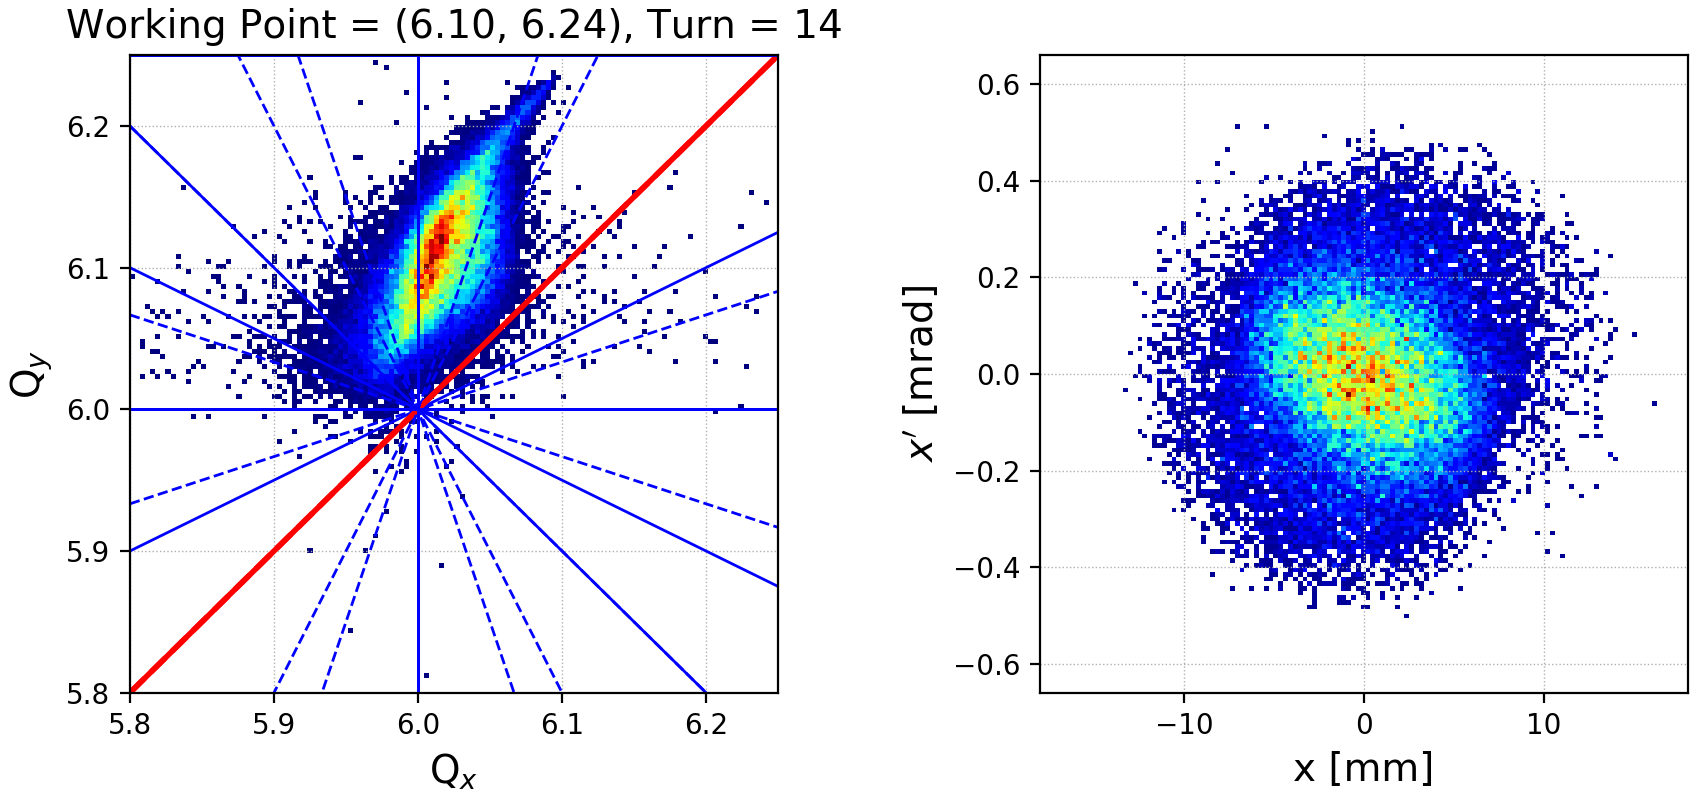 Working Point = (6.10, 6.24), Turn = 14
6.2
6.1
6.0
5.9
5.8
Q_y
5.8 5.9 6.0 6.1 6.2
Q_x
0.6
0.4
0.2
0.0
−0.2
−0.4
−0.6
x′ [mrad]
−10 0 10
x [mm]